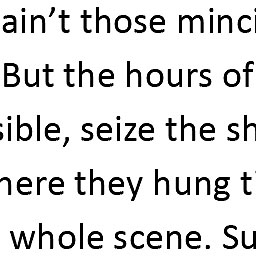 ain’t those minci
But the hours of
sible, seize the sh
here they hung t
whole scene. Su